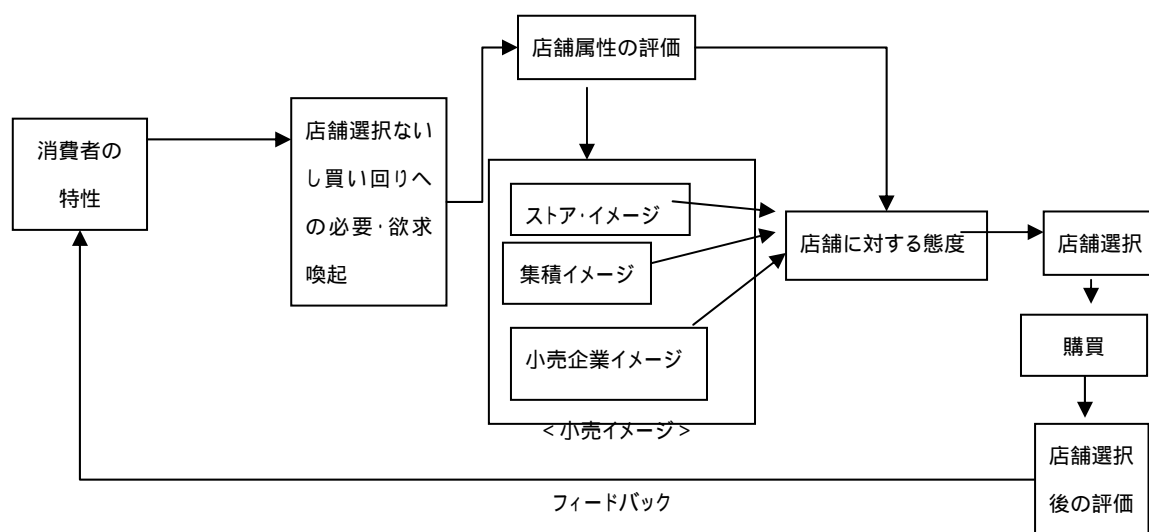 店舗属性の評価
消費者の
特性
店舗選択ない
し買い回りへ
の必要・欲求
喚起
ストア・イメージ
集積イメージ
小売企業イメージ
<小売イメージ>
店舗に対する態度
店舗選択
購買
店舗選択
後の評価
フィードバック